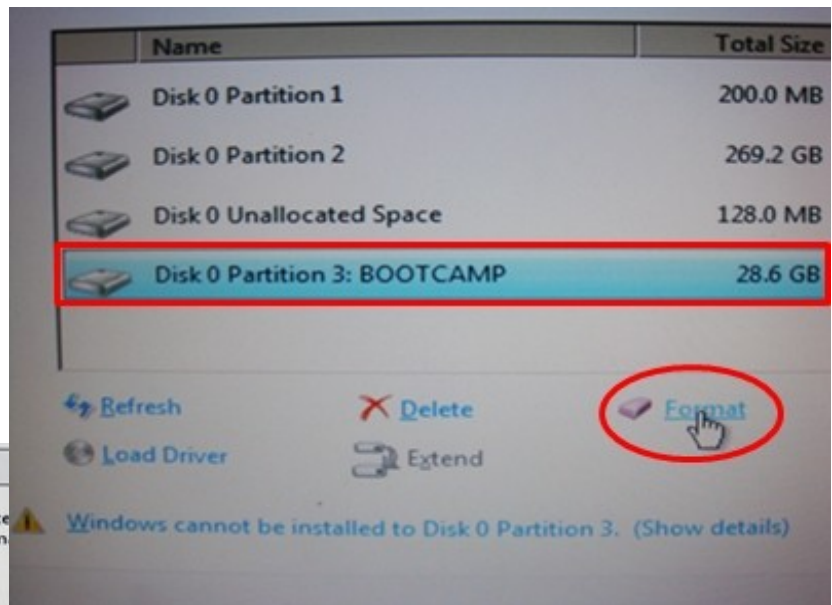 Name Total Size
Disk 0 Partition 1 200.0 MB
Disk 0 Partition 2 269.2 GB
Disk 0 Unallocated Space 128.0 MB
Disk 0 Partition 3: BOOTCAMP 28.6 GB
Refresh Delete Format
Load Driver Extend
Windows cannot be installed to Disk 0 Partition 3. (Show details)